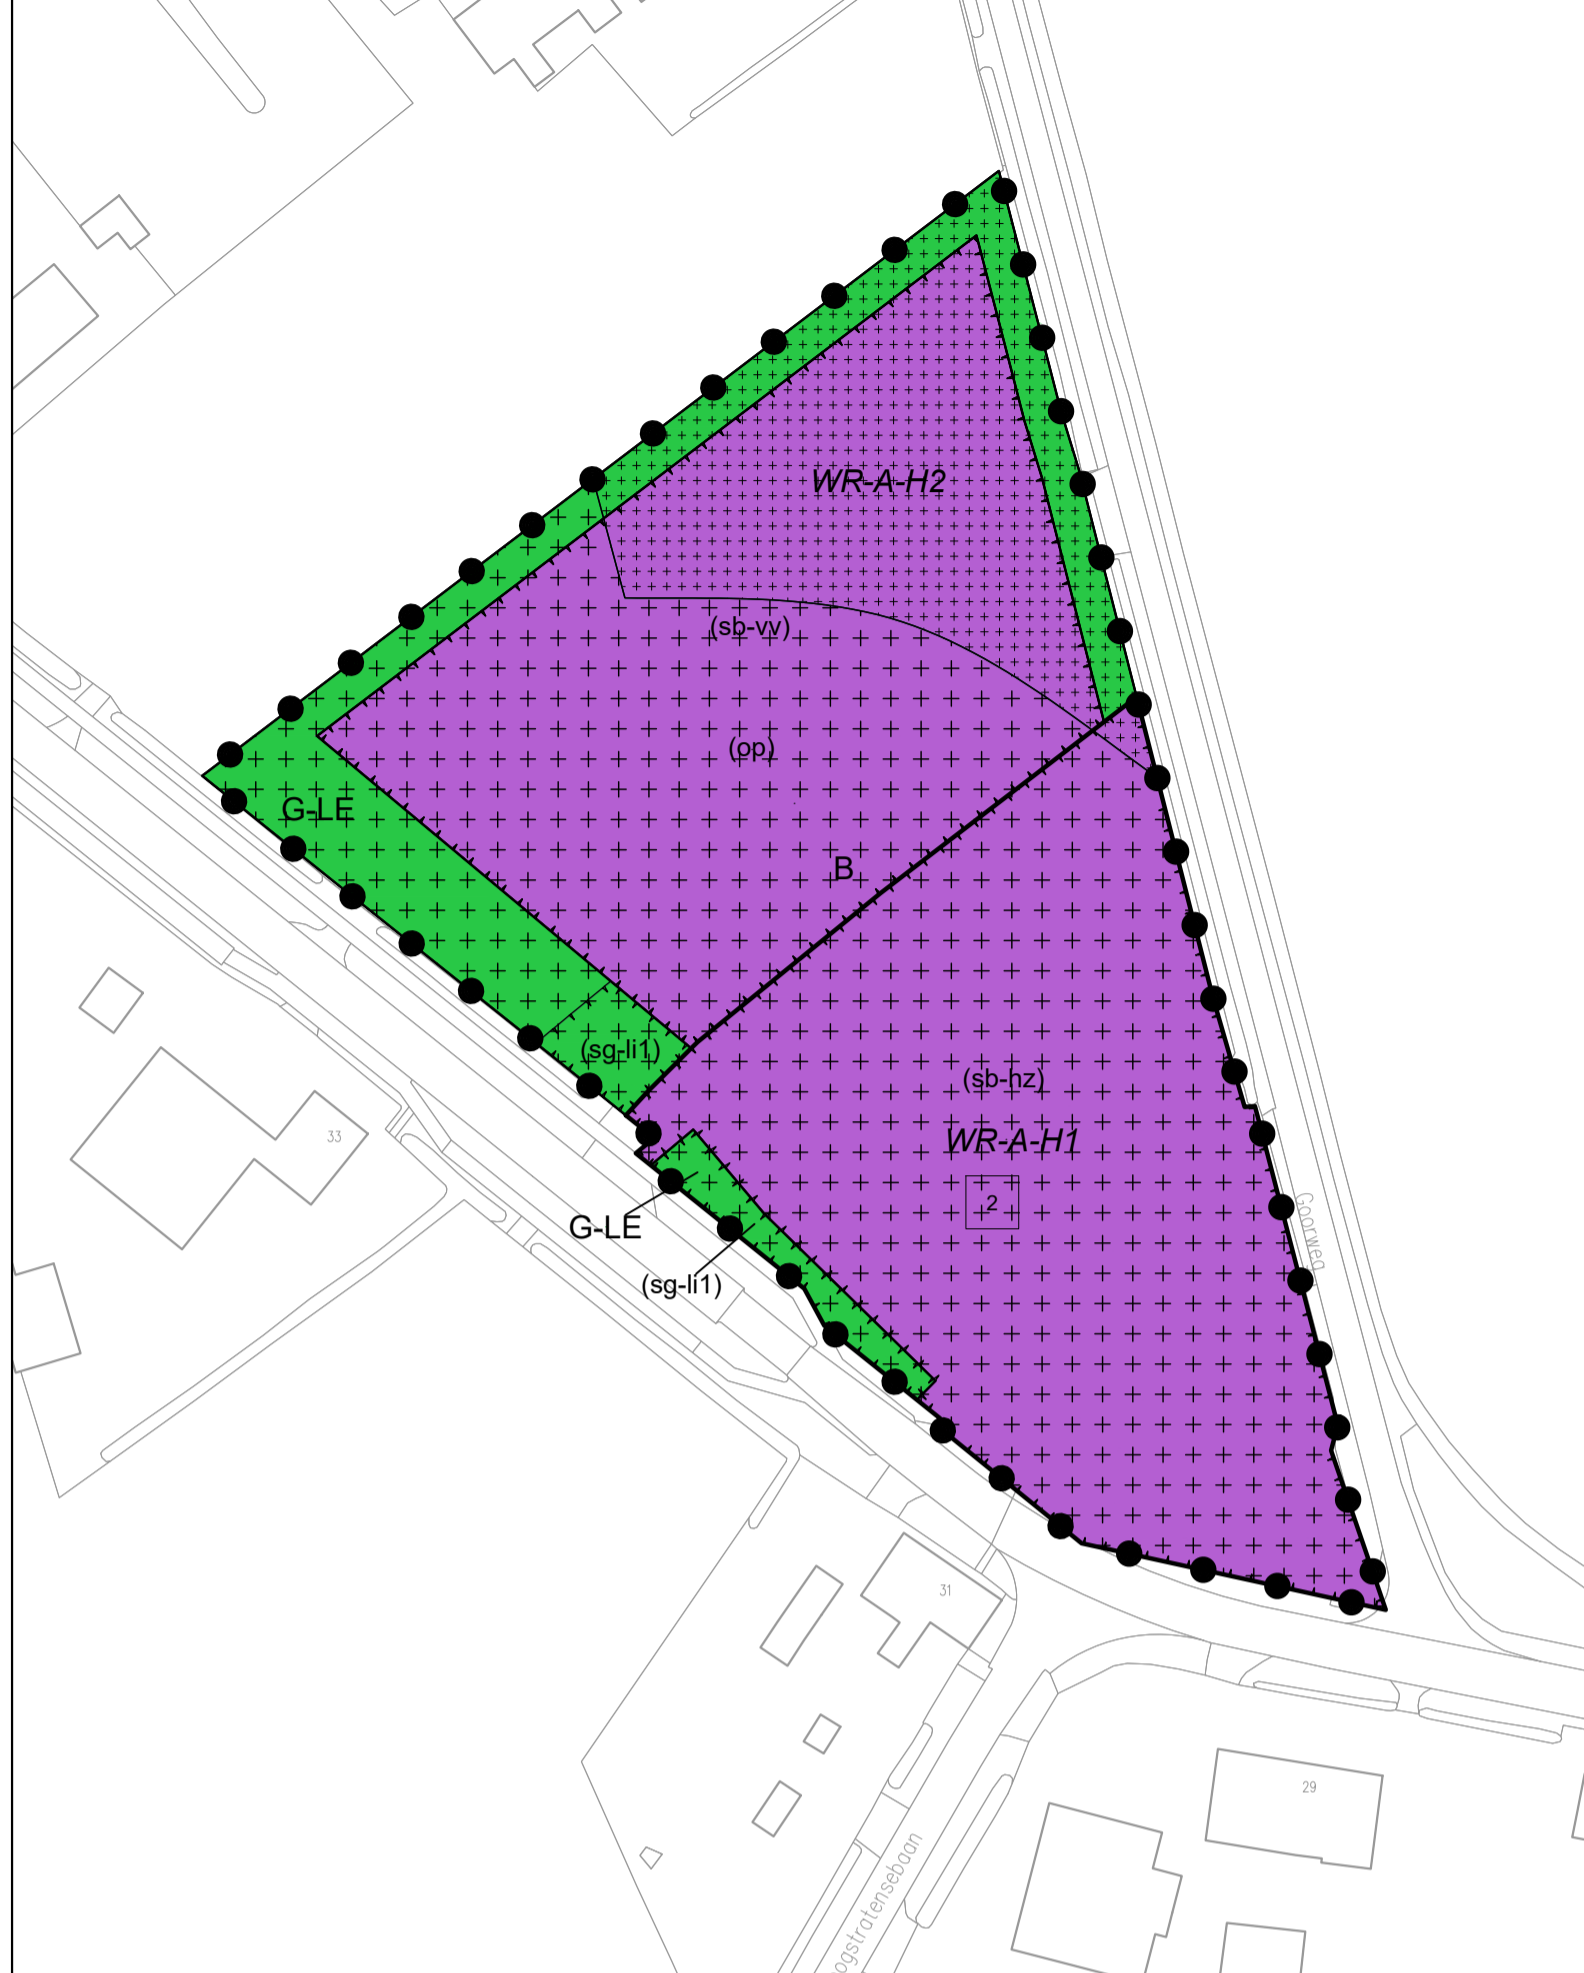 WR-A-H2
(sb-vv)
(op)
G-LE
B
(sg-li1)
(sb-hz)
33
WR-A-H1
2
G-LE
Goorweg
(sg-li1)
31
29
ogstratensebaan